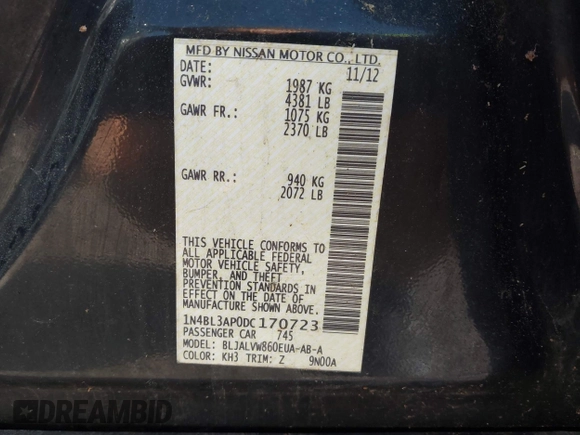 MFD BY NISSAN MOTOR CO., LTD.
DATE: 11/12
GVWR: 1987 KG
4381 LB
GAWR FR.: 1075 KG
2370 LB
GAWR RR.: 940 KG
2072 LB
THIS VEHICLE CONFORMS TO
ALL APPLICABLE FEDERAL
MOTOR VEHICLE SAFETY,
BUMPER, AND THEFT
PREVENTION STANDARDS IN
EFFECT ON THE DATE OF
MANUFACTURE SHOWN ABOVE.
1N4BL3AP0DC170723
PASSENGER CAR 745
MODEL: BLJALVW860EUA-AB-A
COLOR: KH3 TRIM: Z 9N00A
AUTOBIDCAR